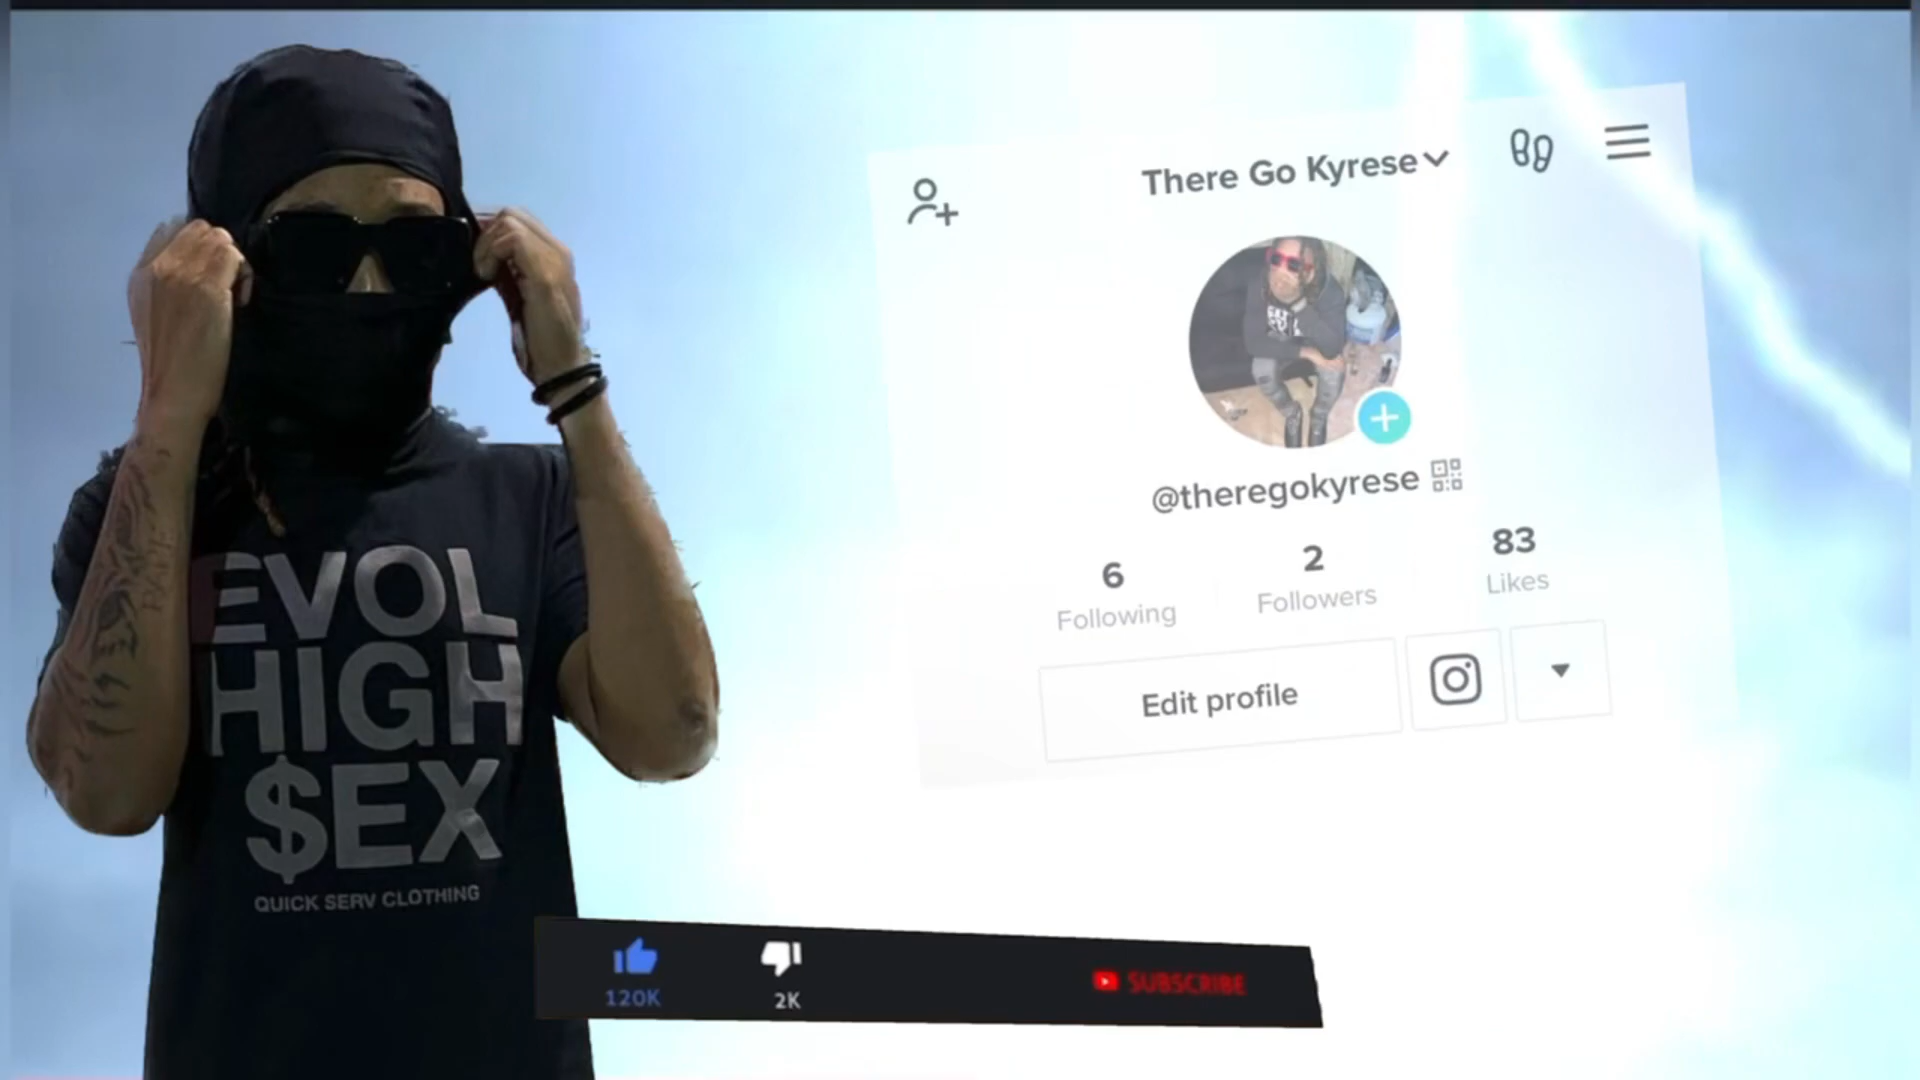 There Go Kyrese
@theregokyrese
6 2 83
Following Followers Likes
Edit profile
EVOL
HIGH
$EX
QUICK SERV CLOTHING
120K 2K SUBSCRIBE